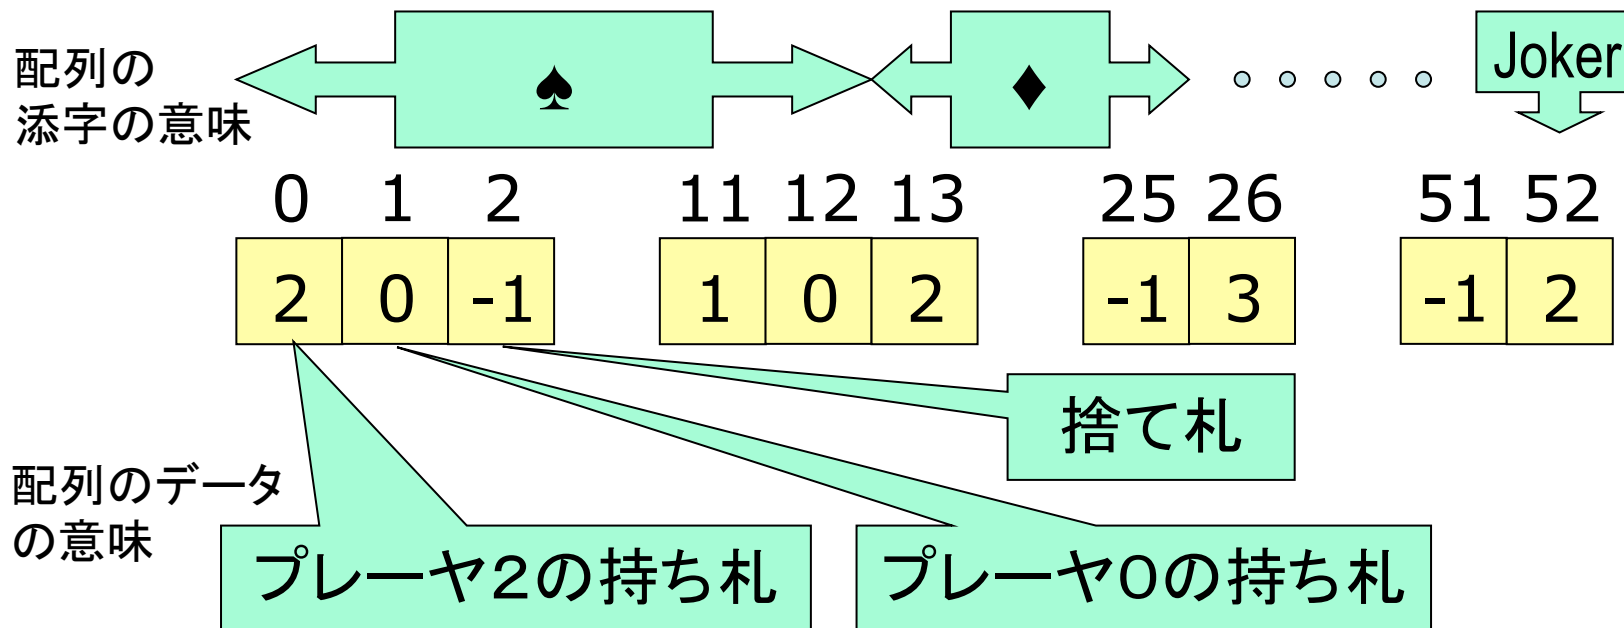 配列の
添字の意味
♠
♦
Joker
0 1 2 11 12 13 25 26 51 52
2 0 -1 1 0 2 -1 3 -1 2
捨て札
配列のデータ
の意味
プレーヤ２の持ち札
プレーヤ０の持ち札